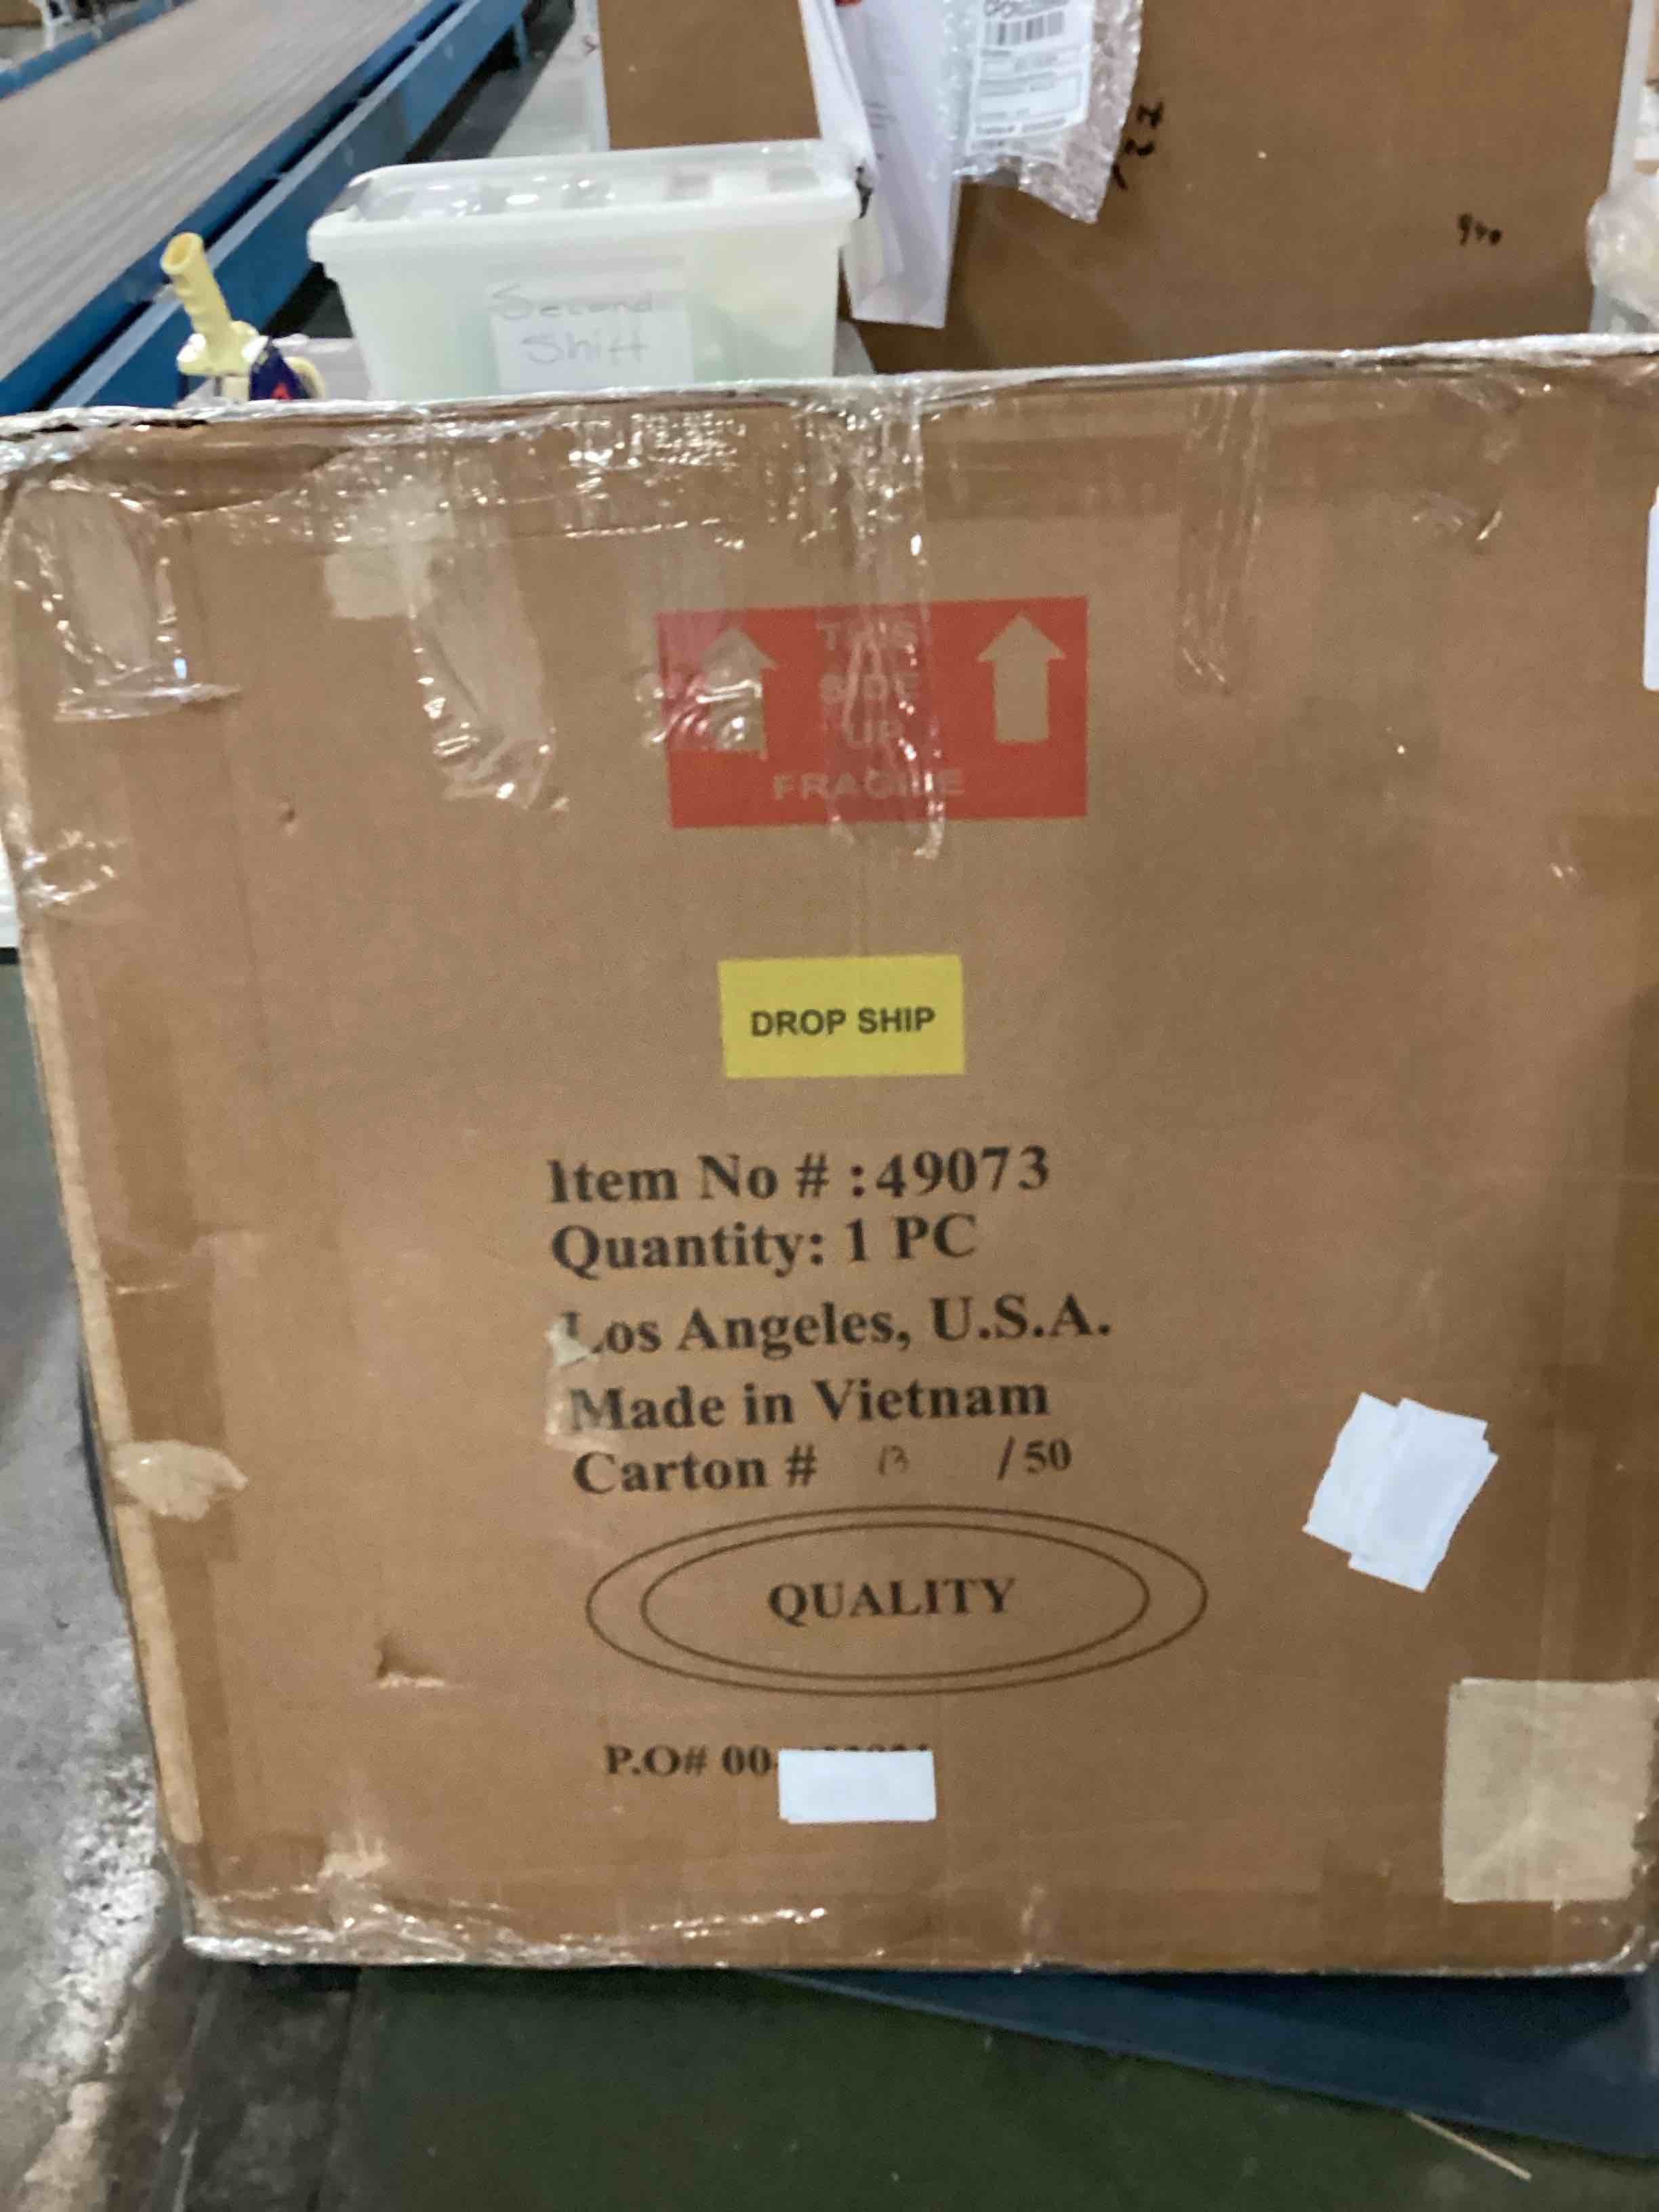 Second
Shift
THIS
SIDE
UP
FRAGILE
DROP SHIP
Item No # :49073
Quantity: 1 PC
Los Angeles, U.S.A.
Made in Vietnam
Carton # 13 /50
QUALITY
P.O# 00-